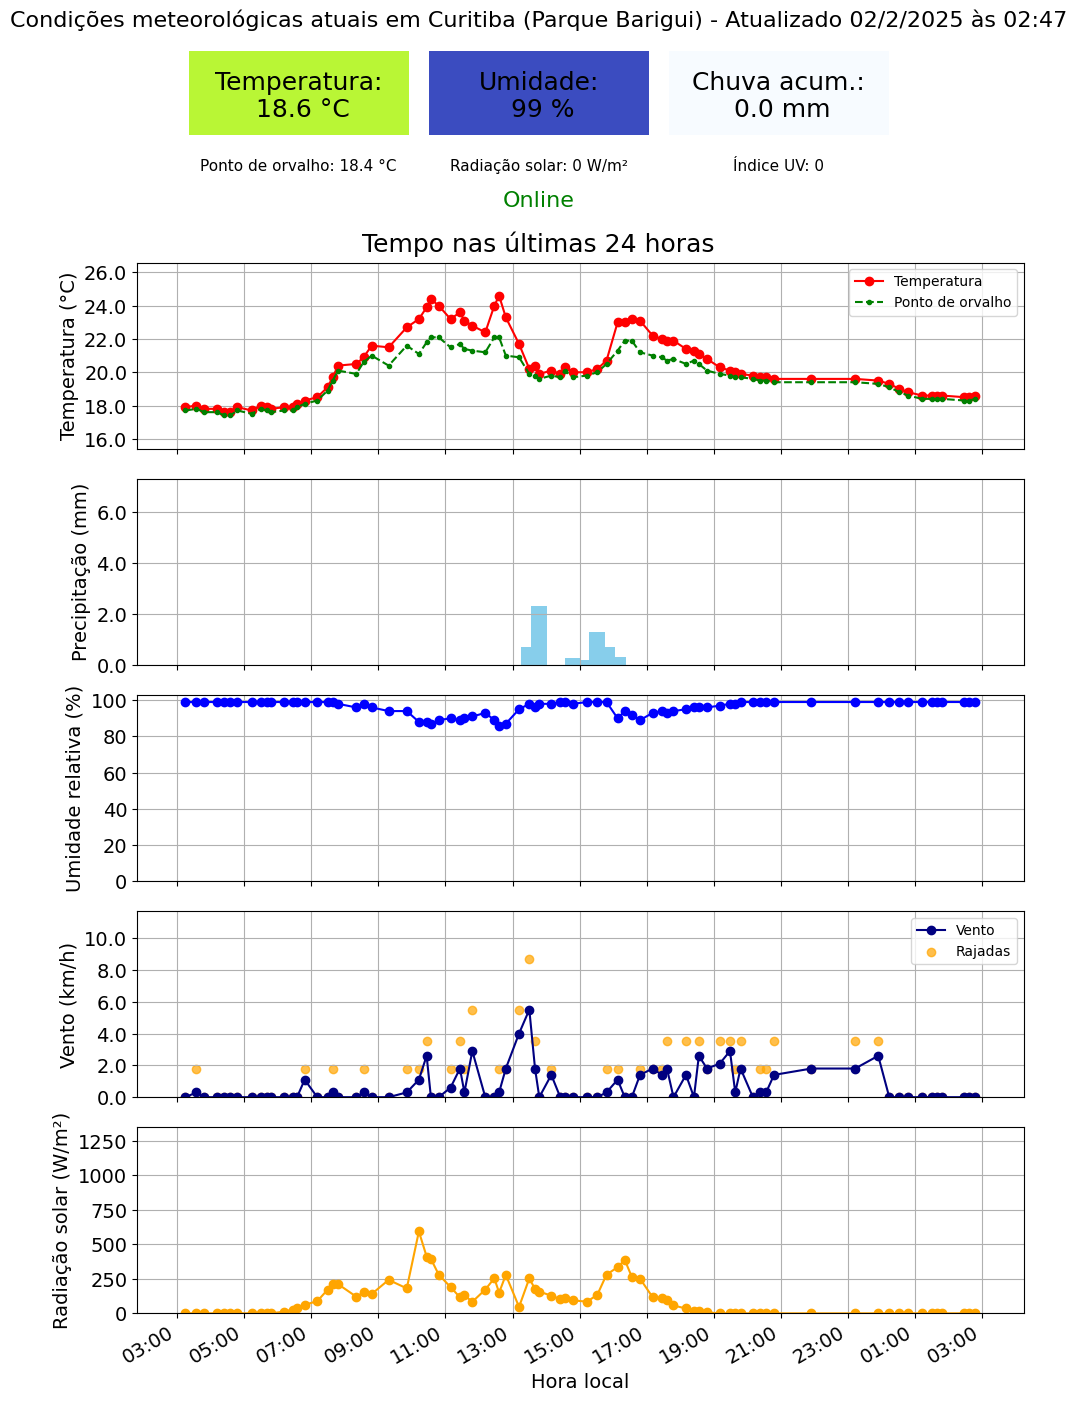 Condições meteorológicas atuais em Curitiba (Parque Barigui) - Atualizado 02/2/2025 às 02:47
Temperatura:
18.6 °C
Umidade:
99 %
Chuva acum.:
0.0 mm
Ponto de orvalho: 18.4 °C
Radiação solar: 0 W/m²
Índice UV: 0
Online
Tempo nas últimas 24 horas
Temperatura (°C)
26.0
24.0
22.0
20.0
18.0
16.0
Temperatura
Ponto de orvalho
Precipitação (mm)
6.0
4.0
2.0
0.0
Umidade relativa (%)
100
80
60
40
20
0
Vento (km/h)
10.0
8.0
6.0
4.0
2.0
0.0
Vento
Rajadas
Radiação solar (W/m²)
1250
1000
750
500
250
0
03:00
05:00
07:00
09:00
11:00
13:00
15:00
17:00
19:00
21:00
23:00
01:00
03:00
Hora local